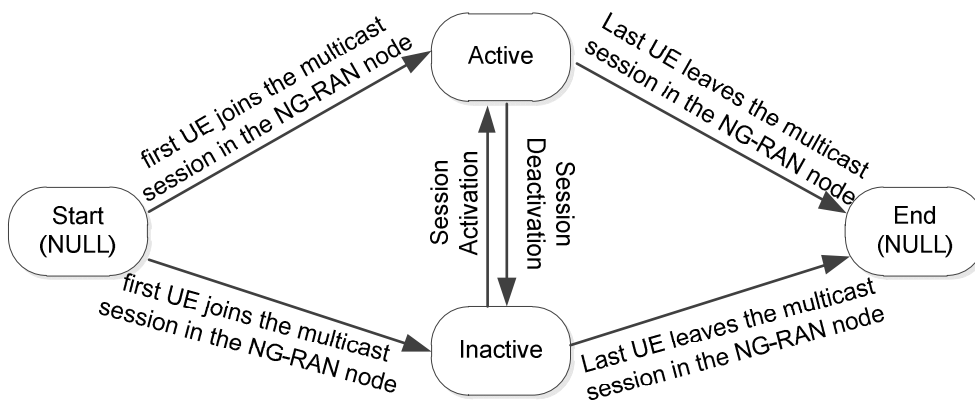 first UE joins the multicast
session in the NG-RAN node
Active
Last UE leaves the multicast
session in the NG-RAN node
Start
(NULL)
Session
Activation
Session
Deactivation
End
(NULL)
first UE joins the multicast
session in the NG-RAN node
Inactive
Last UE leaves the multicast
session in the NG-RAN node